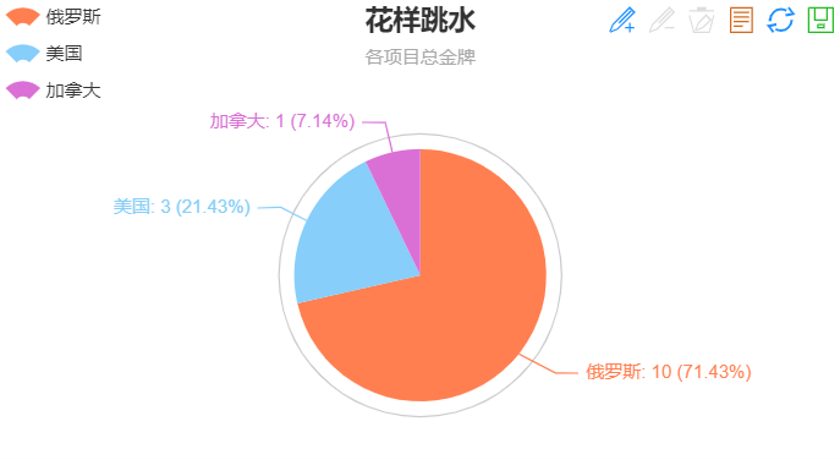 俄罗斯
美国
加拿大
花样跳水
各项目总金牌
加拿大: 1 (7.14%)
美国: 3 (21.43%)
俄罗斯: 10 (71.43%)